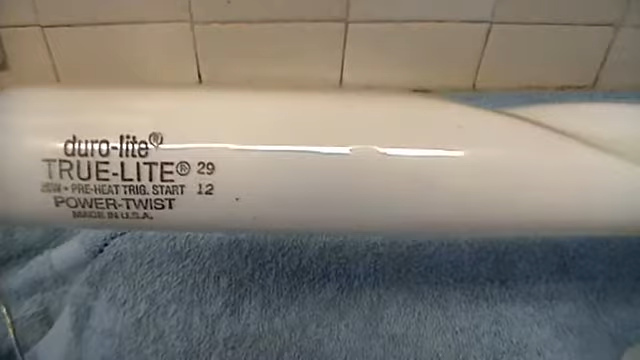 duro-lite®
TRUE-LITE® 29
PRE-HEAT TRIG. START 12
POWER-TWIST
MADE IN U.S.A.